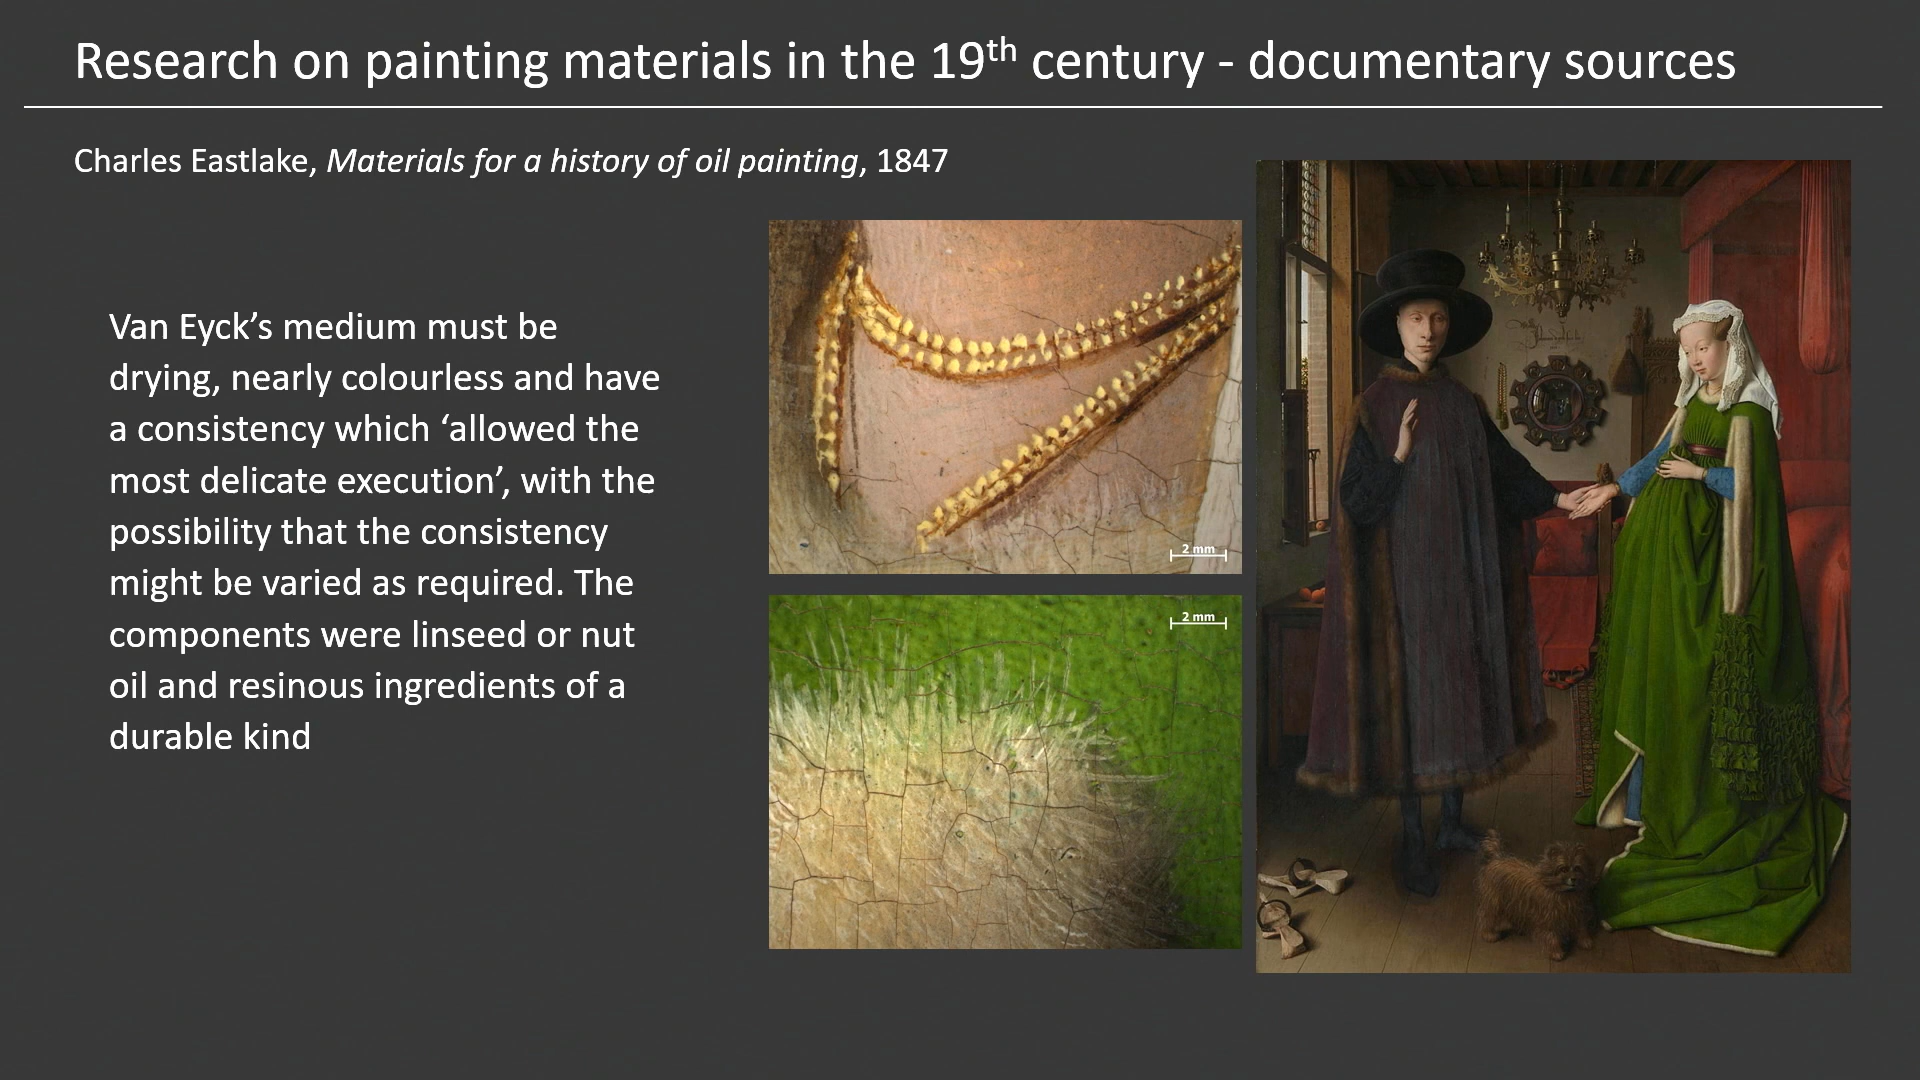 Research on painting materials in the 19th century - documentary sources
Charles Eastlake, Materials for a history of oil painting, 1847
Van Eyck’s medium must be
drying, nearly colourless and have
a consistency which ‘allowed the
most delicate execution’, with the
possibility that the consistency
might be varied as required. The
components were linseed or nut
oil and resinous ingredients of a
durable kind
2 mm
2 mm